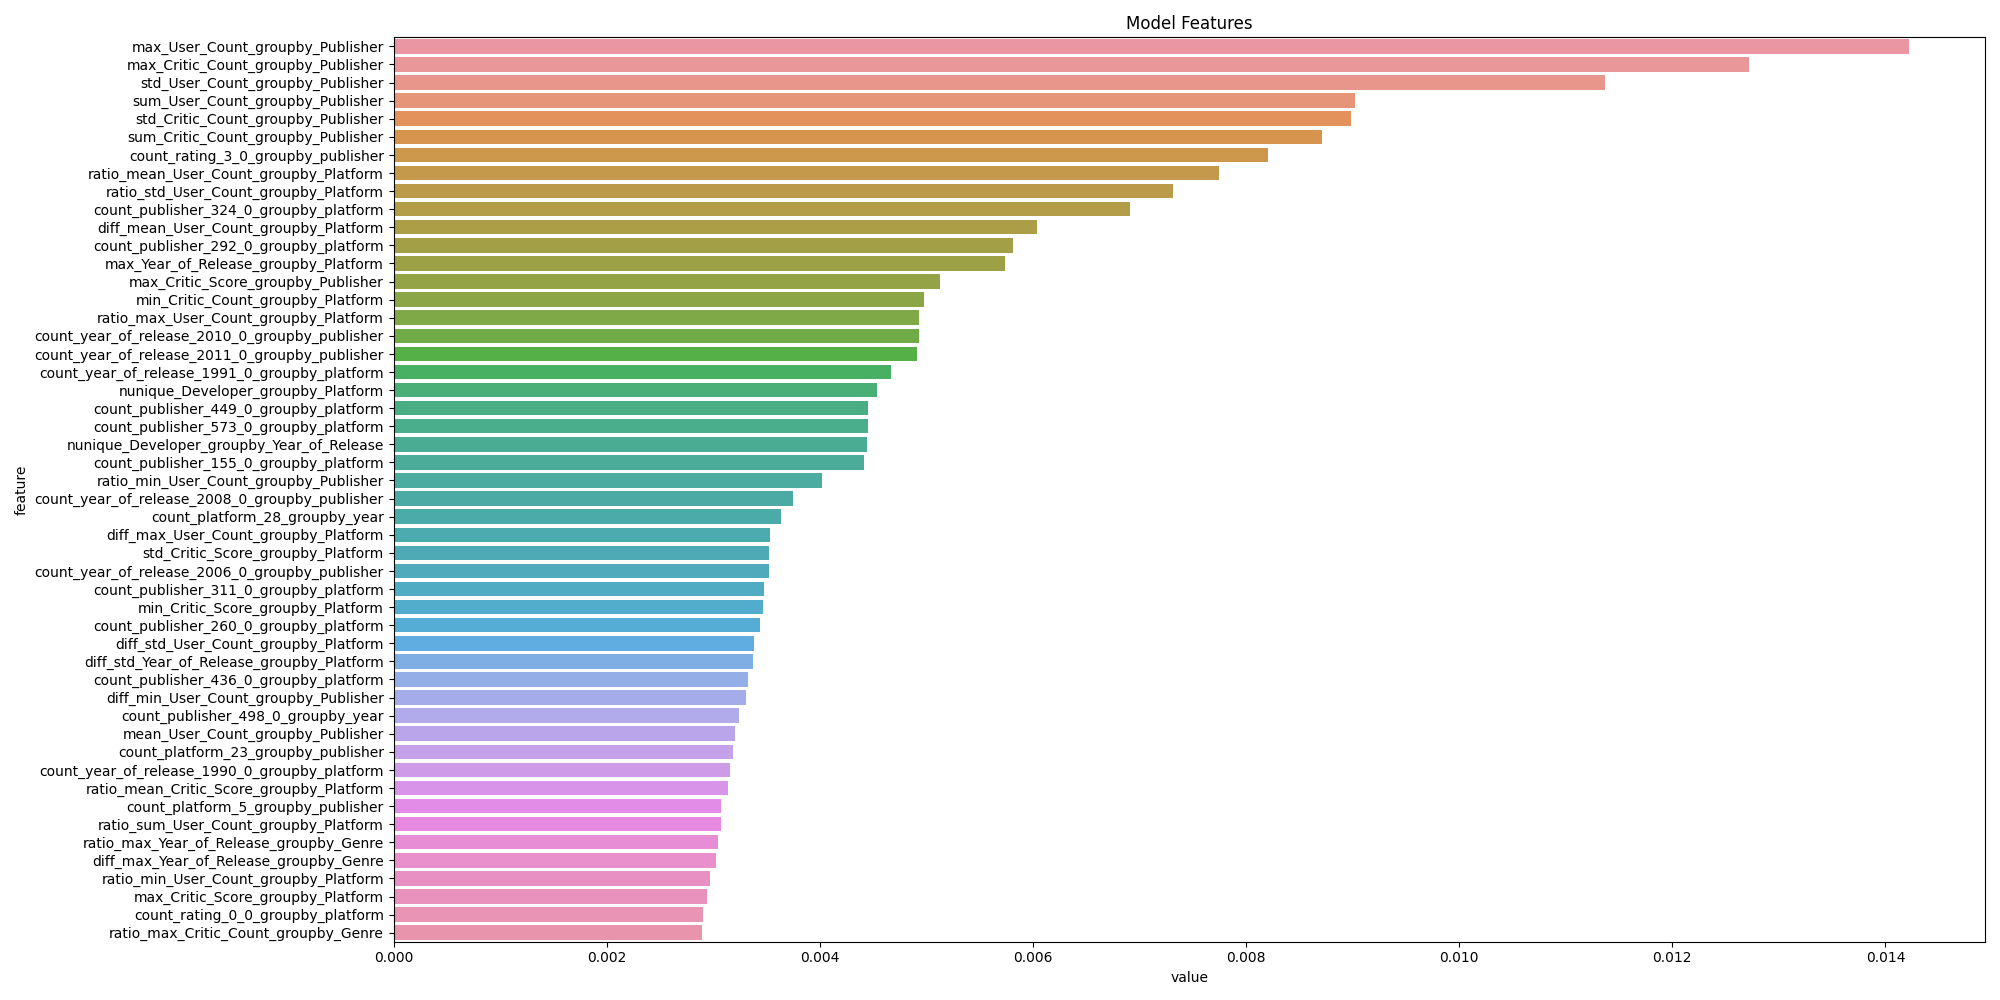 Model Features
feature
max_User_Count_groupby_Publisher
max_Critic_Count_groupby_Publisher
std_User_Count_groupby_Publisher
sum_User_Count_groupby_Publisher
std_Critic_Count_groupby_Publisher
sum_Critic_Count_groupby_Publisher
count_rating_3_0_groupby_publisher
ratio_mean_User_Count_groupby_Platform
ratio_std_User_Count_groupby_Platform
count_publisher_324_0_groupby_platform
diff_mean_User_Count_groupby_Platform
count_publisher_292_0_groupby_platform
max_Year_of_Release_groupby_Platform
max_Critic_Score_groupby_Publisher
min_Critic_Count_groupby_Platform
ratio_max_User_Count_groupby_Platform
count_year_of_release_2010_0_groupby_publisher
count_year_of_release_2011_0_groupby_publisher
count_year_of_release_1991_0_groupby_platform
nunique_Developer_groupby_Platform
count_publisher_449_0_groupby_platform
count_publisher_573_0_groupby_platform
nunique_Developer_groupby_Year_of_Release
count_publisher_155_0_groupby_platform
ratio_min_User_Count_groupby_Publisher
count_year_of_release_2008_0_groupby_publisher
count_platform_28_groupby_year
diff_max_User_Count_groupby_Platform
std_Critic_Score_groupby_Platform
count_year_of_release_2006_0_groupby_publisher
count_publisher_311_0_groupby_platform
min_Critic_Score_groupby_Platform
count_publisher_260_0_groupby_platform
diff_std_User_Count_groupby_Platform
diff_std_Year_of_Release_groupby_Platform
count_publisher_436_0_groupby_platform
diff_min_User_Count_groupby_Publisher
count_publisher_498_0_groupby_year
mean_User_Count_groupby_Publisher
count_platform_23_groupby_publisher
count_year_of_release_1990_0_groupby_platform
ratio_mean_Critic_Score_groupby_Platform
count_platform_5_groupby_publisher
ratio_sum_User_Count_groupby_Platform
ratio_max_Year_of_Release_groupby_Genre
diff_max_Year_of_Release_groupby_Genre
ratio_min_User_Count_groupby_Platform
max_Critic_Score_groupby_Platform
count_rating_0_0_groupby_platform
ratio_max_Critic_Count_groupby_Genre
0.000 0.002 0.004 0.006 0.008 0.010 0.012 0.014
value